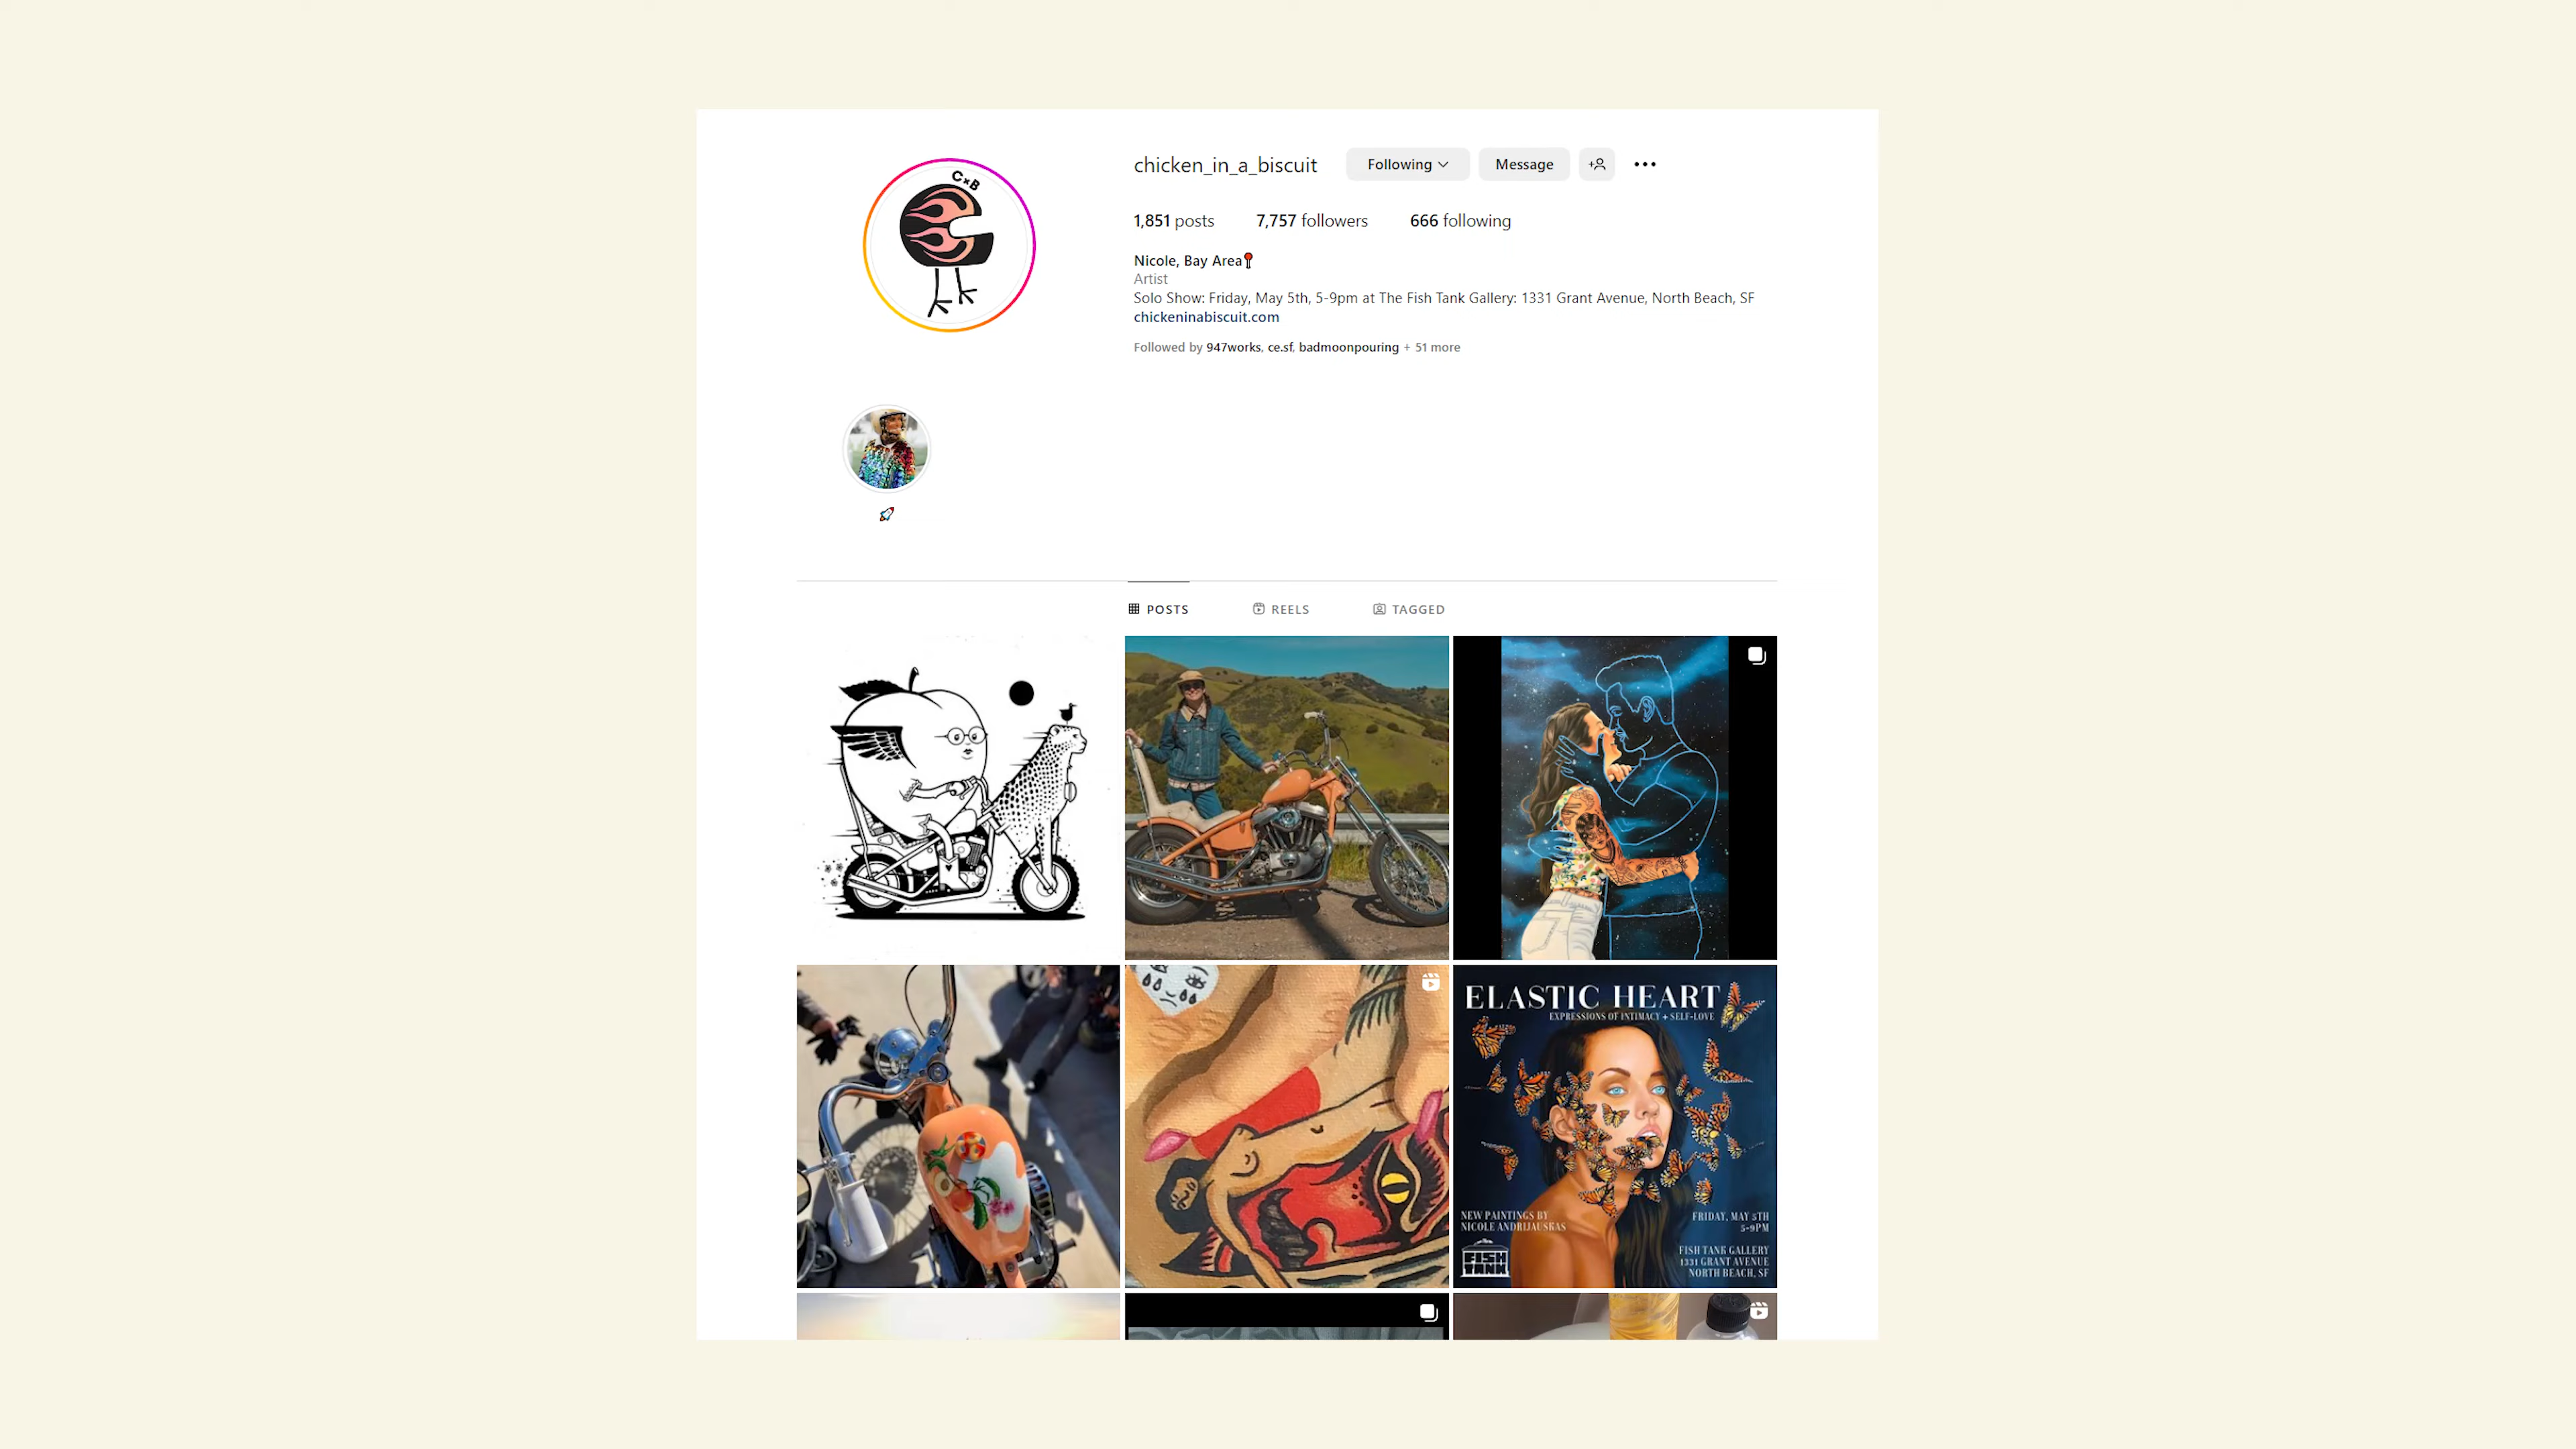 C×B
chicken_in_a_biscuit
Following
Message
1,851 posts
7,757 followers
666 following
Nicole, Bay Area
Artist
Solo Show: Friday, May 5th, 5-9pm at The Fish Tank Gallery: 1331 Grant Avenue, North Beach, SF
chickeninabiscuit.com
Followed by 947works, ce.sf, badmoonpouring + 51 more
POSTS
REELS
TAGGED
ELASTIC HEART
EXPRESSIONS OF INTIMACY + SELF-LOVE
NEW PAINTINGS BY
NICOLE ANDRIJAUSKAS
FRIDAY, MAY 5TH
5-9PM
FISH TANK GALLERY
1331 GRANT AVENUE
NORTH BEACH, SF
FISH
TANK